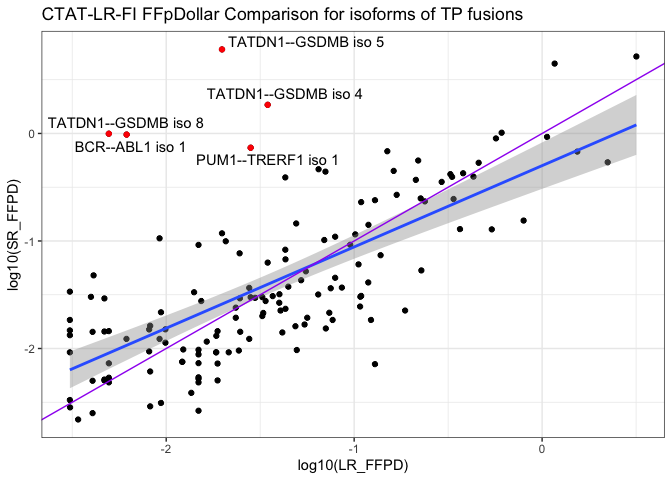 CTAT-LR-FI FFpDollar Comparison for isoforms of TP fusions
TATDN1--GSDMB iso 5
TATDN1--GSDMB iso 4
TATDN1--GSDMB iso 8
BCR--ABL1 iso 1
PUM1--TRERF1 iso 1
log10(SR_FFPD)
0
-1
-2
-2
-1
0
log10(LR_FFPD)